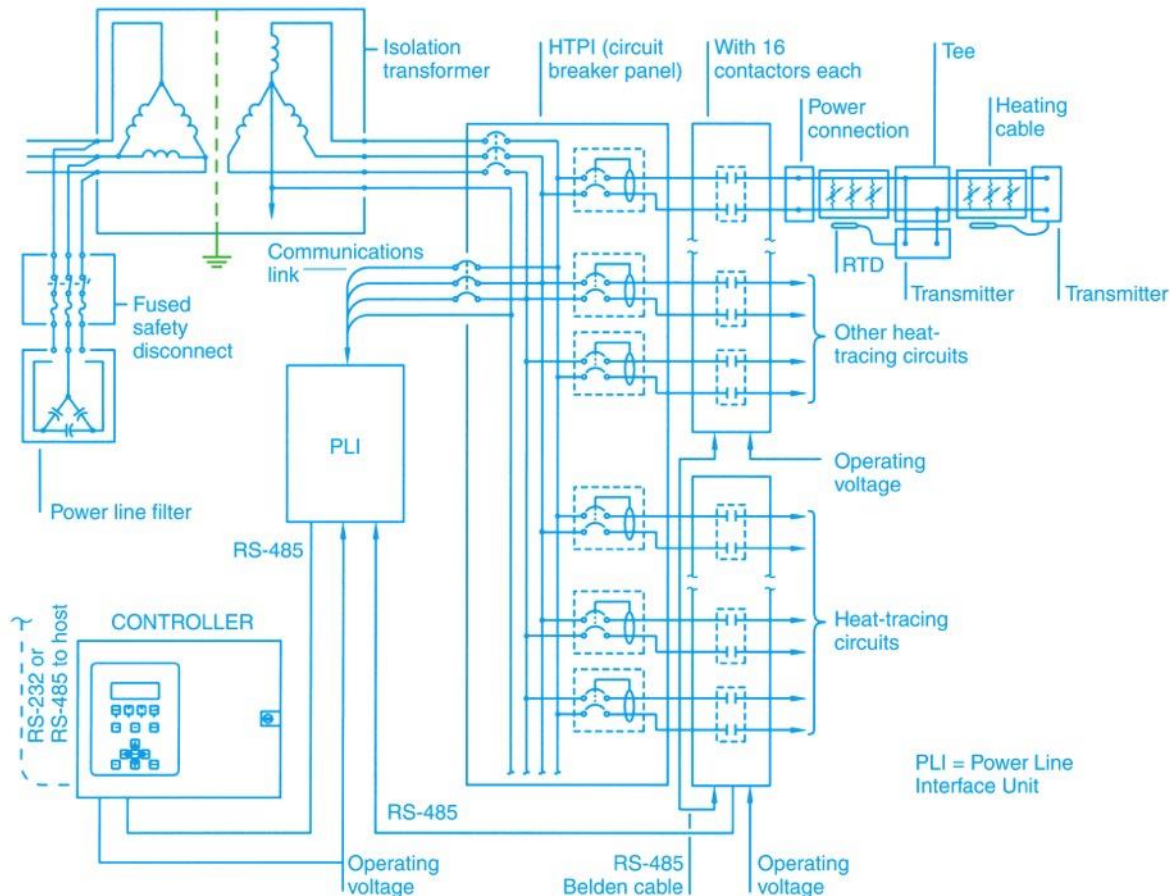 Isolation
transformer
HTPI (circuit
breaker panel)
With 16
contactors each
Tee
Power
connection
Heating
cable
Communications
link
RTD
Transmitter
Transmitter
Fused
safety
disconnect
Other heat-
tracing circuits
PLI
Operating
voltage
Power line filter
RS-485
CONTROLLER
RS-232 or
RS-485 to host
Heat-tracing
circuits
PLI = Power Line
Interface Unit
RS-485
Operating
voltage
RS-485
Belden cable
Operating
voltage